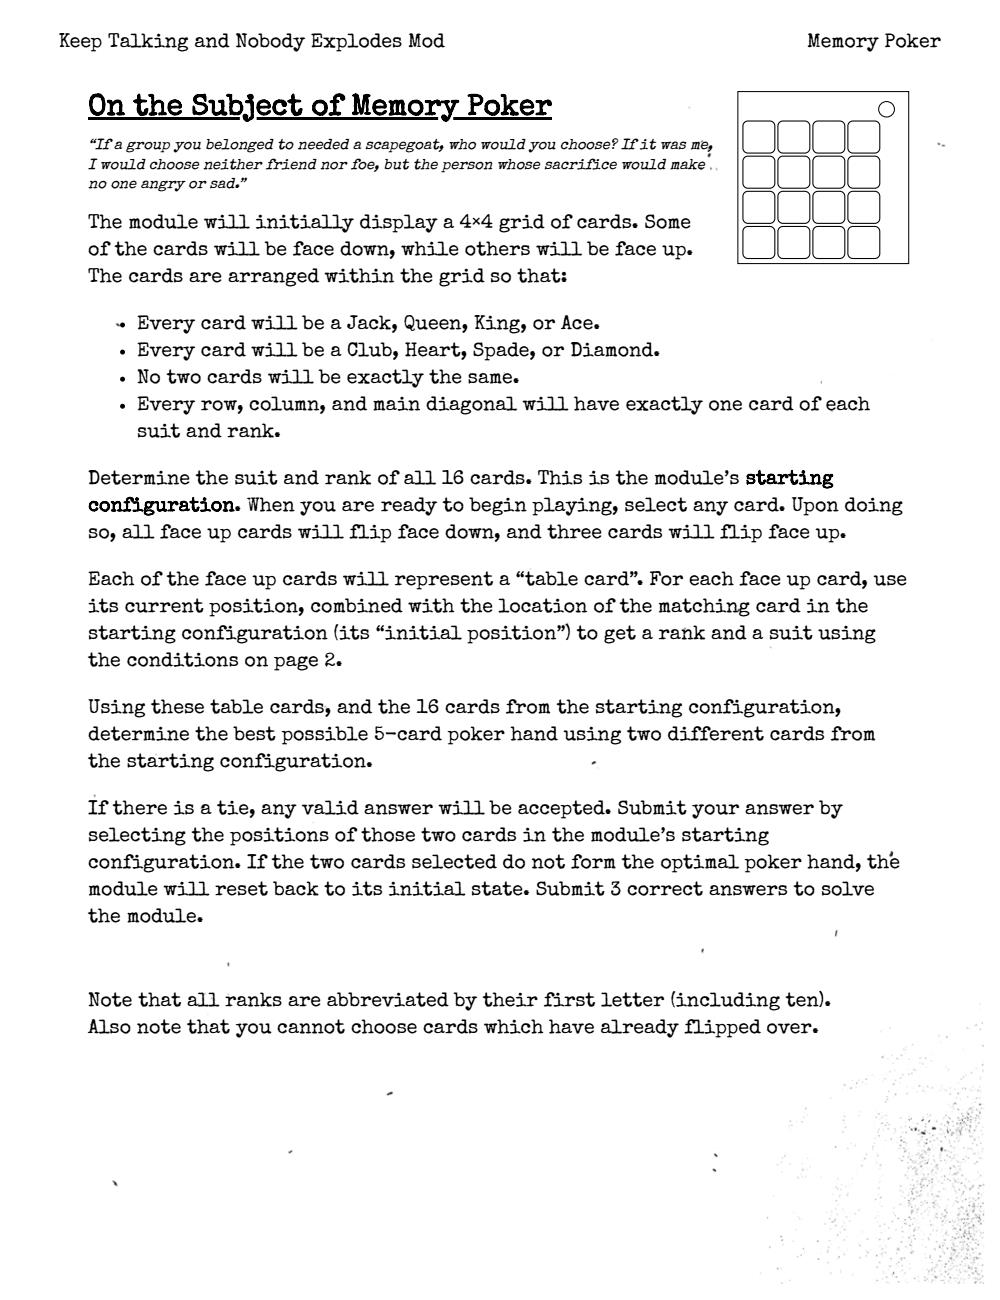 Keep Talking and Nobody Explodes Mod
Memory Poker
On the Subject of Memory Poker
“If a group you belonged to needed a scapegoat, who would you choose? If it was me,
I would choose neither friend nor foe, but the person whose sacrifice would make
no one angry or sad.”
The module will initially display a 4×4 grid of cards. Some
of the cards will be face down, while others will be face up.
The cards are arranged within the grid so that:
• Every card will be a Jack, Queen, King, or Ace.
• Every card will be a Club, Heart, Spade, or Diamond.
• No two cards will be exactly the same.
• Every row, column, and main diagonal will have exactly one card of each
suit and rank.
Determine the suit and rank of all 16 cards. This is the module’s starting
configuration. When you are ready to begin playing, select any card. Upon doing
so, all face up cards will flip face down, and three cards will flip face up.
Each of the face up cards will represent a “table card”. For each face up card, use
its current position, combined with the location of the matching card in the
starting configuration (its “initial position”) to get a rank and a suit using
the conditions on page 2.
Using these table cards, and the 16 cards from the starting configuration,
determine the best possible 5-card poker hand using two different cards from
the starting configuration.
If there is a tie, any valid answer will be accepted. Submit your answer by
selecting the positions of those two cards in the module’s starting
configuration. If the two cards selected do not form the optimal poker hand, the
module will reset back to its initial state. Submit 3 correct answers to solve
the module.
Note that all ranks are abbreviated by their first letter (including ten).
Also note that you cannot choose cards which have already flipped over.